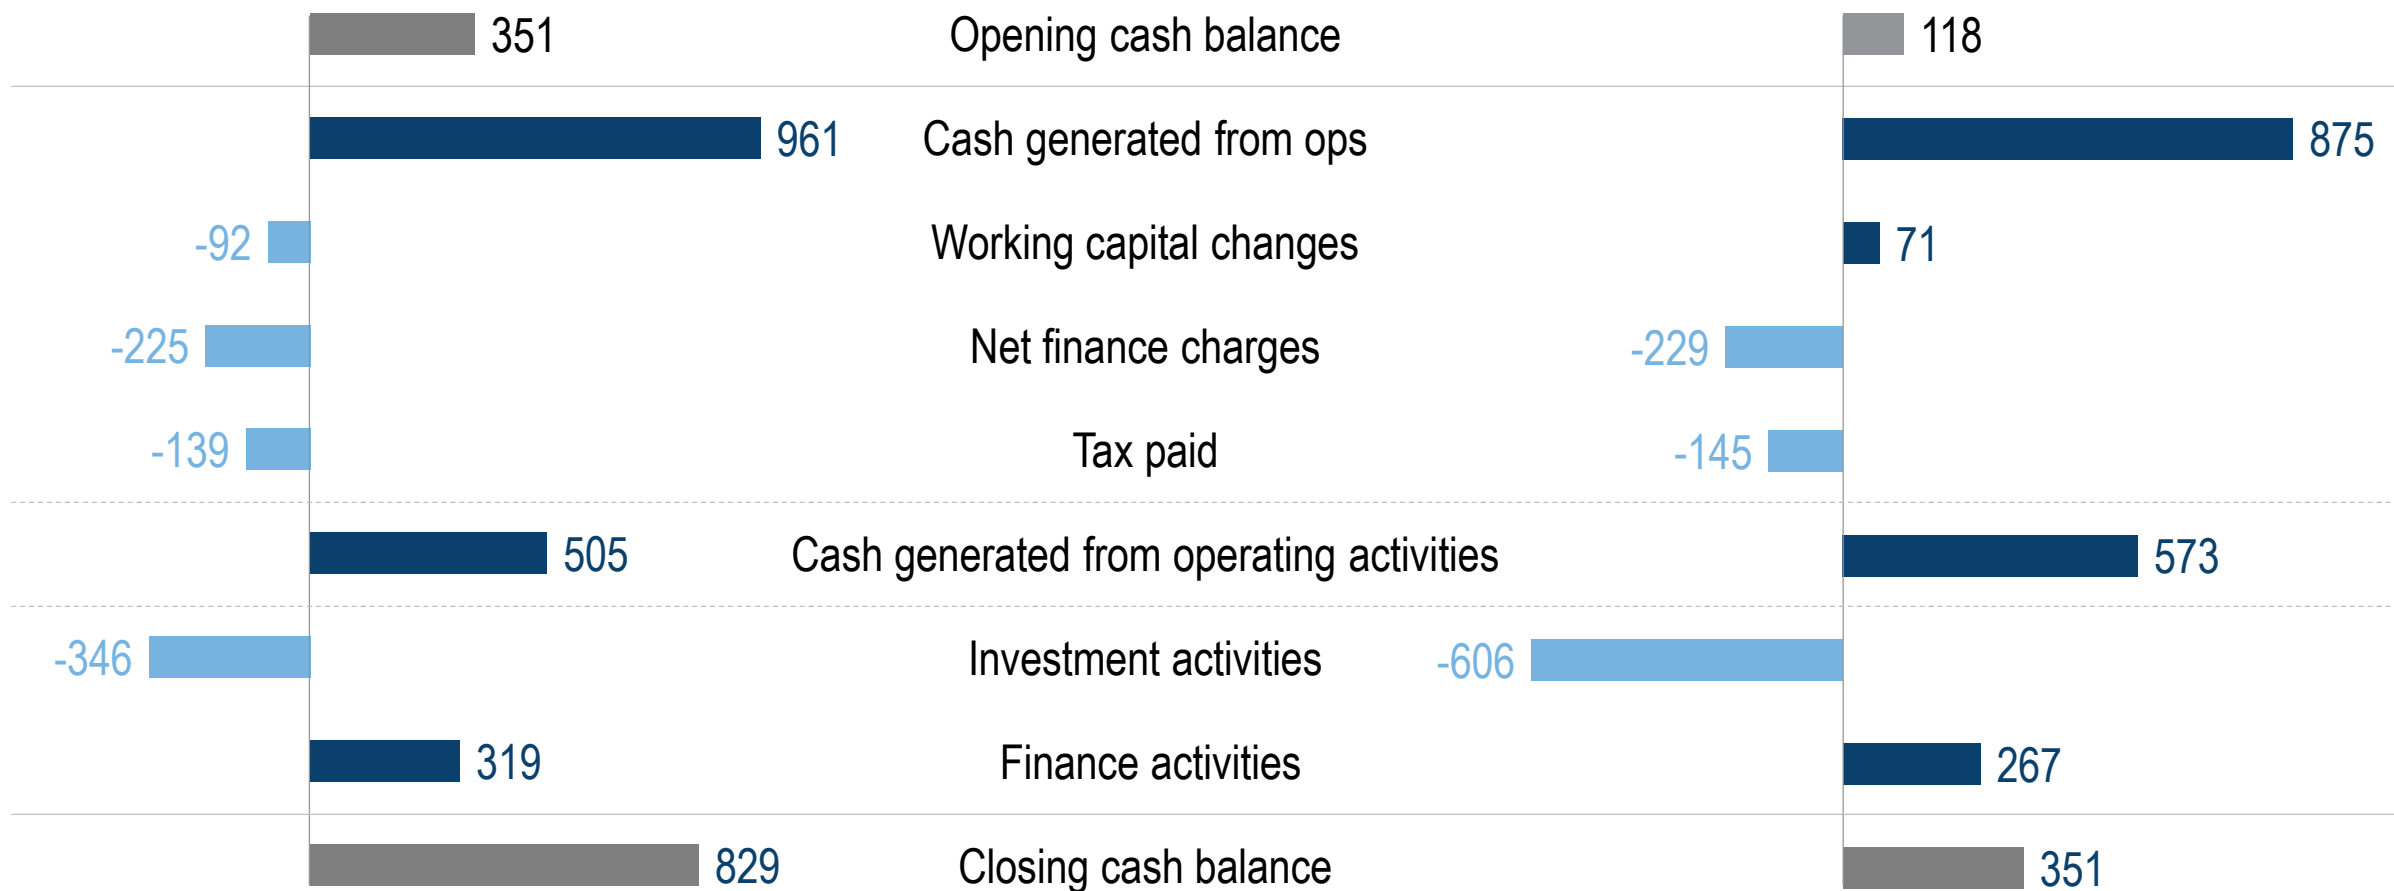 351 Opening cash balance 118
961 Cash generated from ops 875
-92 Working capital changes 71
-225 Net finance charges -229
-139 Tax paid -145
505 Cash generated from operating activities 573
-346 Investment activities -606
319 Finance activities 267
829 Closing cash balance 351